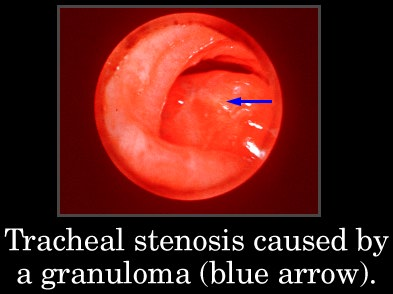 Tracheal stenosis caused by
a granuloma (blue arrow).